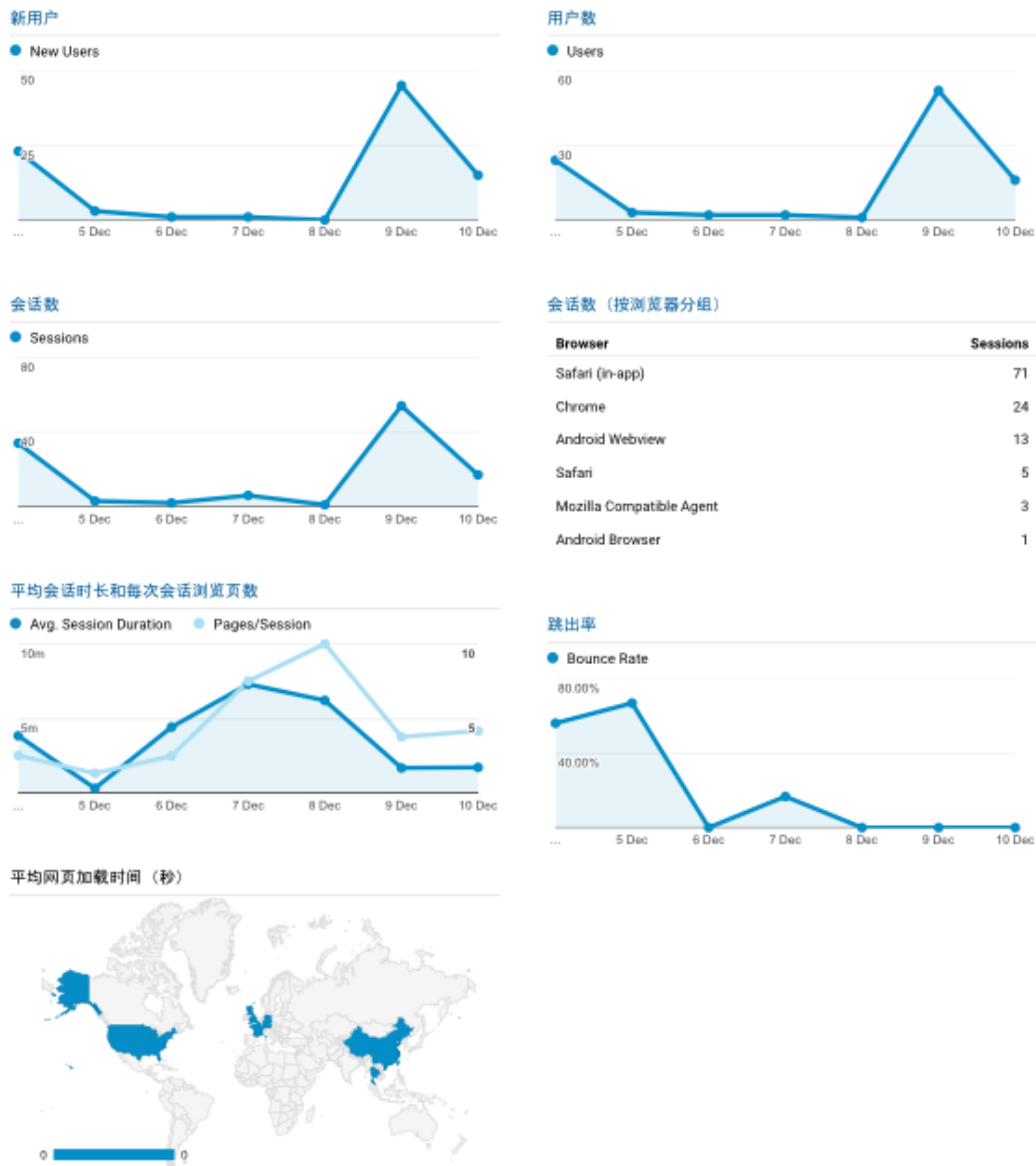 新用户
New Users
50
25
... 5 Dec 6 Dec 7 Dec 8 Dec 9 Dec 10 Dec
用户数
Users
60
30
... 5 Dec 6 Dec 7 Dec 8 Dec 9 Dec 10 Dec
会话数
Sessions
80
40
... 5 Dec 6 Dec 7 Dec 8 Dec 9 Dec 10 Dec
会话数（按浏览器分组）
Browser Sessions
Safari (in-app) 71
Chrome 24
Android Webview 13
Safari 5
Mozilla Compatible Agent 3
Android Browser 1
平均会话时长和每次会话浏览页数
Avg. Session Duration Pages/Session
10m 10
5m 5
... 5 Dec 6 Dec 7 Dec 8 Dec 9 Dec 10 Dec
跳出率
Bounce Rate
80.00%
40.00%
... 5 Dec 6 Dec 7 Dec 8 Dec 9 Dec 10 Dec
平均网页加载时间（秒）
0 0